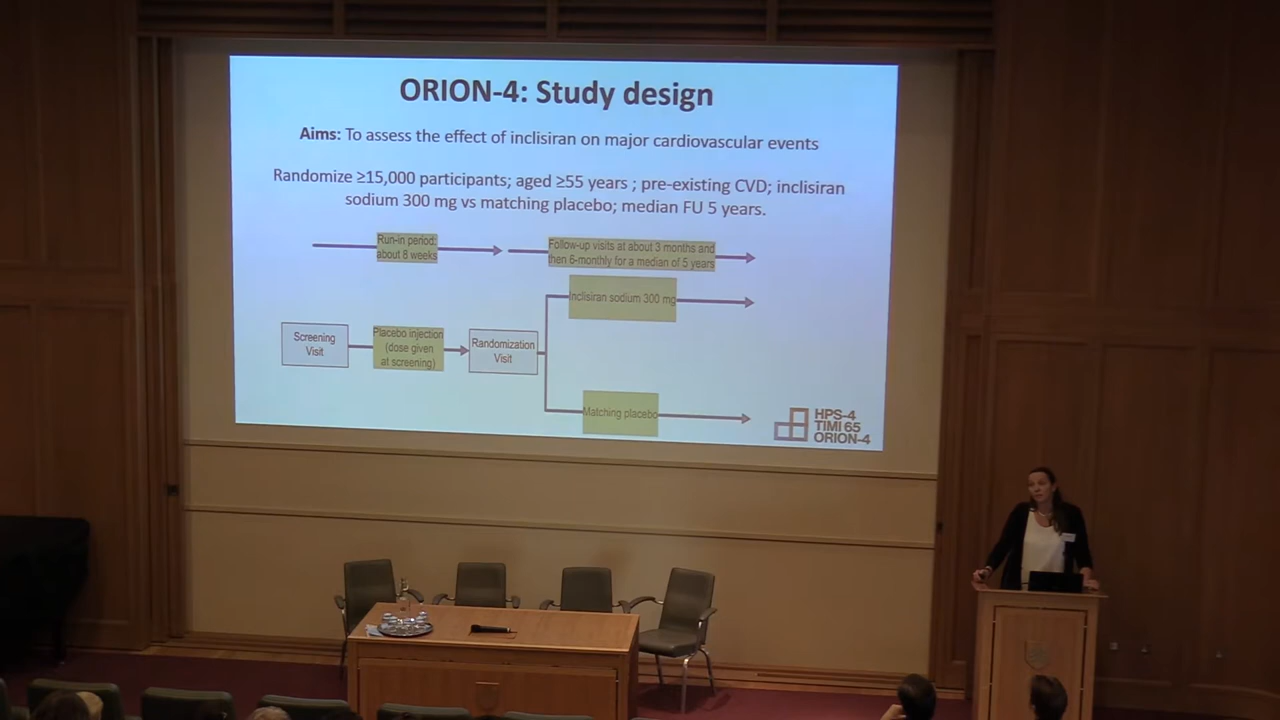 ORION-4: Study design
Aims: To assess the effect of inclisiran on major cardiovascular events
Randomize ≥15,000 participants; aged ≥55 years ; pre-existing CVD; inclisiran
sodium 300 mg vs matching placebo; median FU 5 years.
Run-in period:
about 8 weeks
Follow-up visits at about 3 months and
then 6-monthly for a median of 5 years
Inclisiran sodium 300 mg
Screening
Visit
Placebo injection
(dose given
at screening)
Randomization
Visit
Matching placebo
HPS-4
TIMI 65
ORION-4